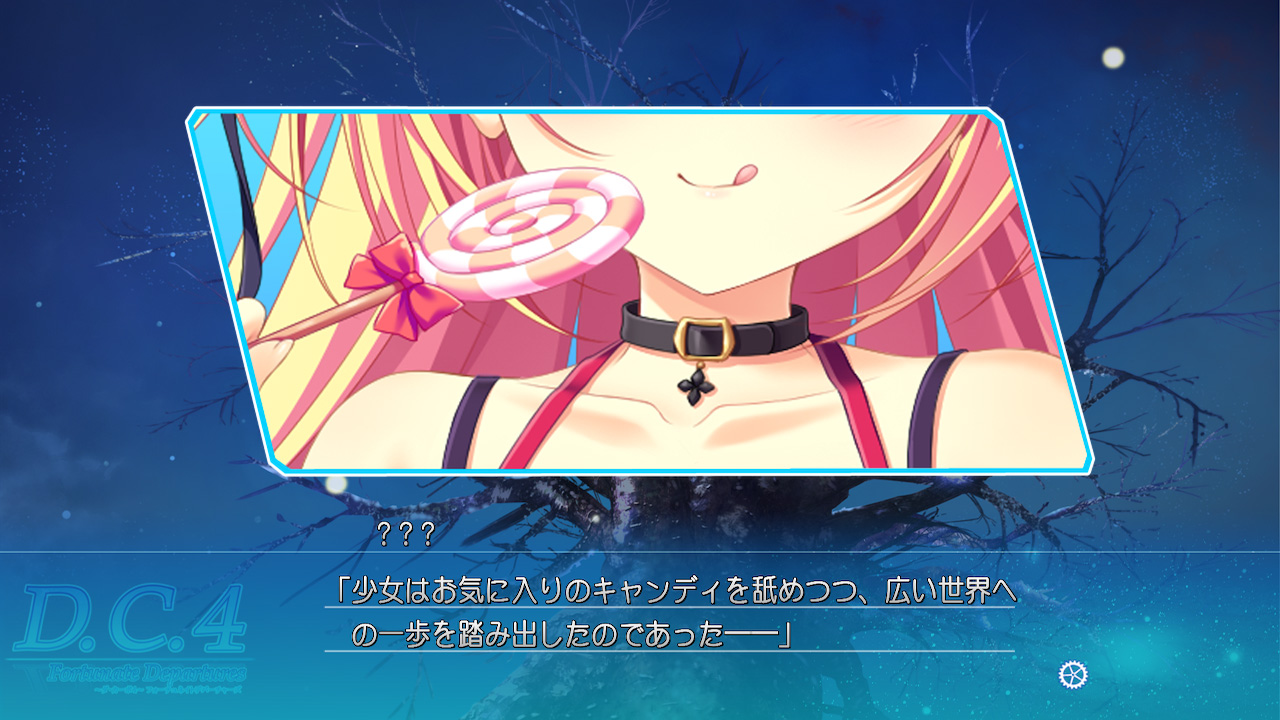 ？？？
「少女はお気に入りのキャンディを舐めつつ、広い世界へ
の一歩を踏み出したのであった――」
D.C.4
Fortunate Departures